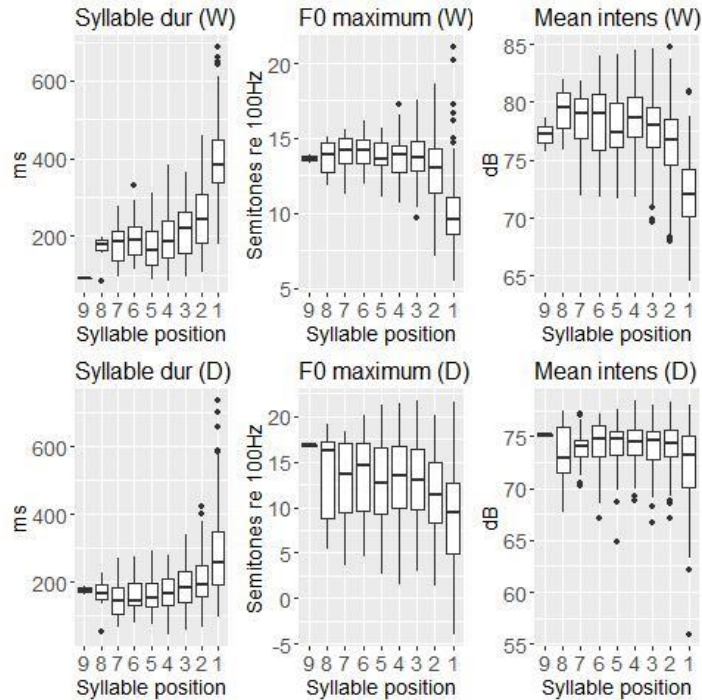 Syllable dur (W)
600
400
200
ms
9 8 7 6 5 4 3 2 1
Syllable position
F0 maximum (W)
20
15
10
5
Semitones re 100Hz
9 8 7 6 5 4 3 2 1
Syllable position
Mean intens (W)
85
80
75
70
65
dB
9 8 7 6 5 4 3 2 1
Syllable position
Syllable dur (D)
600
400
200
ms
9 8 7 6 5 4 3 2 1
Syllable position
F0 maximum (D)
20
15
10
5
0
-5
Semitones re 100Hz
9 8 7 6 5 4 3 2 1
Syllable position
Mean intens (D)
75
70
65
60
55
dB
9 8 7 6 5 4 3 2 1
Syllable position